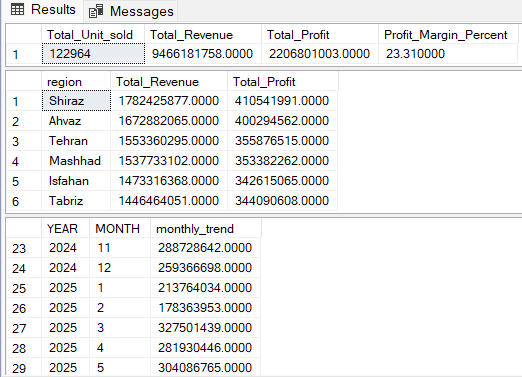 Results Messages
Total_Unit_sold Total_Revenue Total_Profit Profit_Margin_Percent
1 122964 9466181758.0000 2206801003.0000 23.310000
region Total_Revenue Total_Profit
1 Shiraz 1782425877.0000 410541991.0000
2 Ahvaz 1672882065.0000 400294562.0000
3 Tehran 1553360295.0000 355876515.0000
4 Mashhad 1537733102.0000 353382262.0000
5 Isfahan 1473316368.0000 342615065.0000
6 Tabriz 1446464051.0000 344090608.0000
YEAR MONTH monthly_trend
23 2024 11 288728642.0000
24 2024 12 259366698.0000
25 2025 1 213764034.0000
26 2025 2 178363953.0000
27 2025 3 327501439.0000
28 2025 4 281930446.0000
29 2025 5 304086765.0000